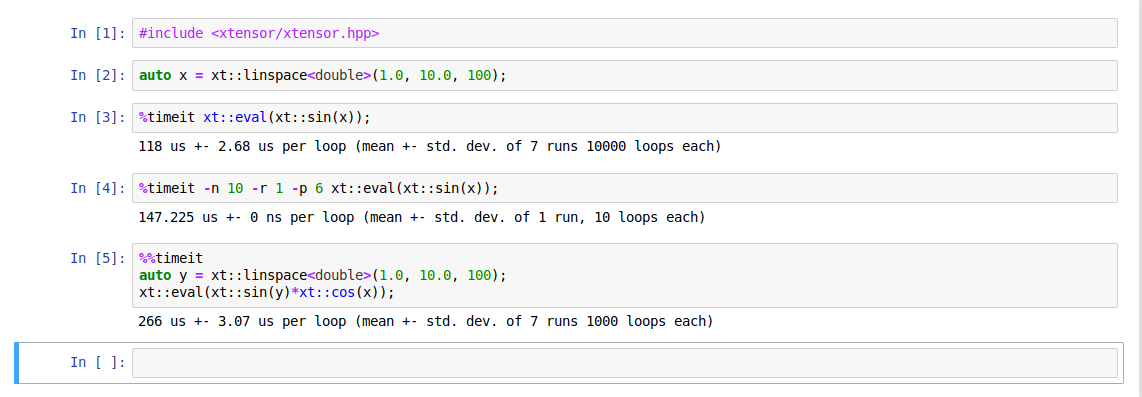 In [1]: #include <xtensor/xtensor.hpp>
In [2]: auto x = xt::linspace<double>(1.0, 10.0, 100);
In [3]: %timeit xt::eval(xt::sin(x));
118 us +- 2.68 us per loop (mean +- std. dev. of 7 runs 10000 loops each)
In [4]: %timeit -n 10 -r 1 -p 6 xt::eval(xt::sin(x));
147.225 us +- 0 ns per loop (mean +- std. dev. of 1 run, 10 loops each)
In [5]: %%timeit
auto y = xt::linspace<double>(1.0, 10.0, 100);
xt::eval(xt::sin(y)*xt::cos(x));
266 us +- 3.07 us per loop (mean +- std. dev. of 7 runs 1000 loops each)
In [ ]: